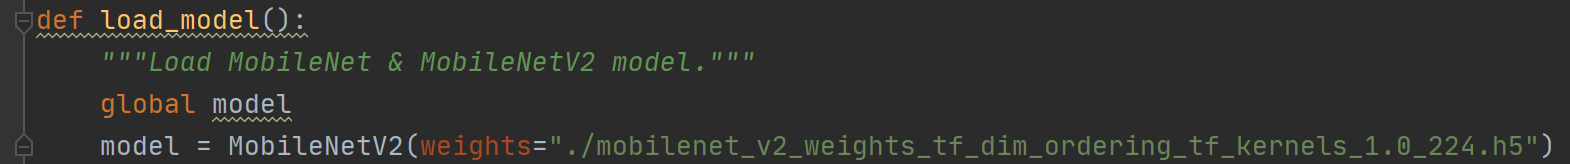 def load_model():
    """Load MobileNet & MobileNetV2 model."""
    global model
    model = MobileNetV2(weights="./mobilenet_v2_weights_tf_dim_ordering_tf_kernels_1.0_224.h5")